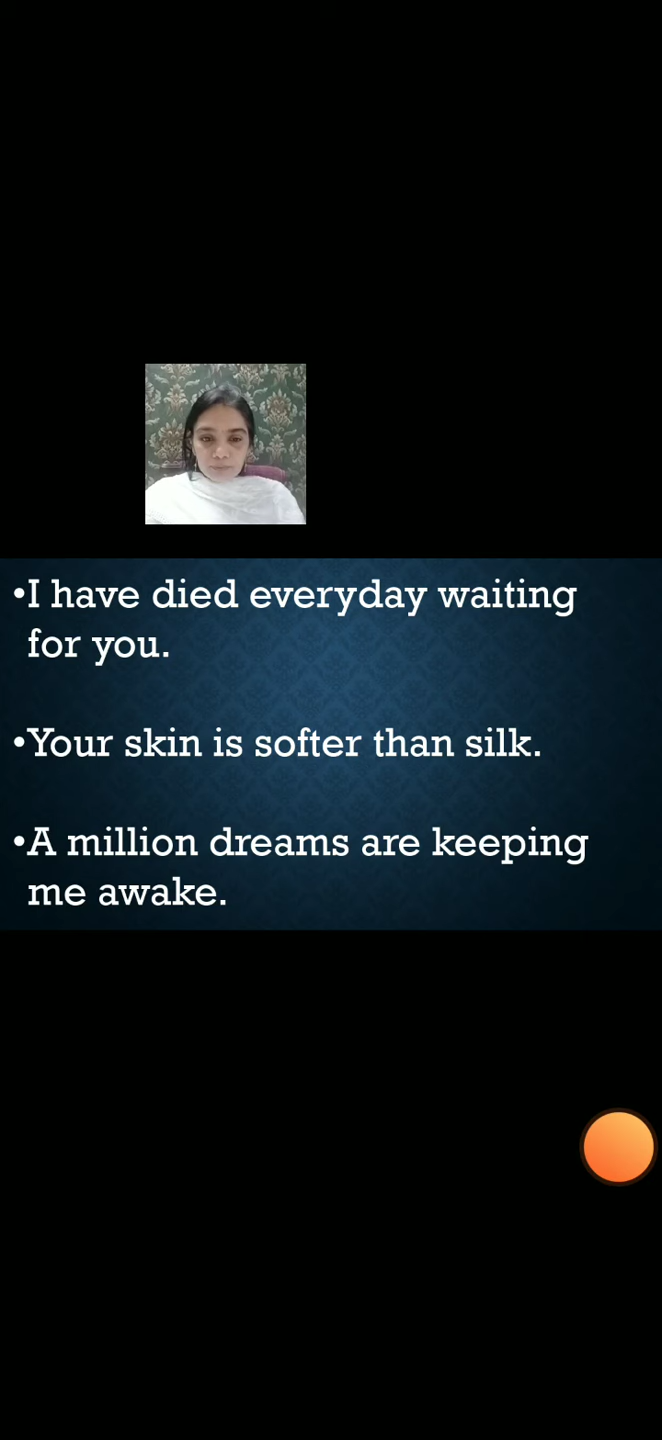 •I have died everyday waiting
for you.
•Your skin is softer than silk.
•A million dreams are keeping
me awake.